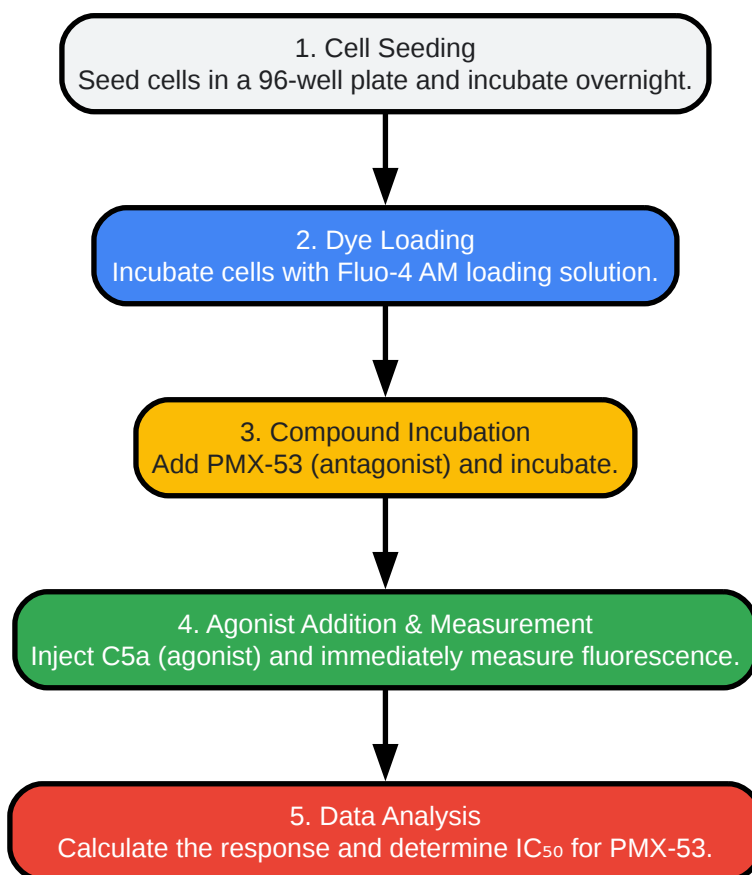 1. Cell Seeding
Seed cells in a 96-well plate and incubate overnight.
2. Dye Loading
Incubate cells with Fluo-4 AM loading solution.
3. Compound Incubation
Add PMX-53 (antagonist) and incubate.
4. Agonist Addition & Measurement
Inject C5a (agonist) and immediately measure fluorescence.
5. Data Analysis
Calculate the response and determine IC₅₀ for PMX-53.